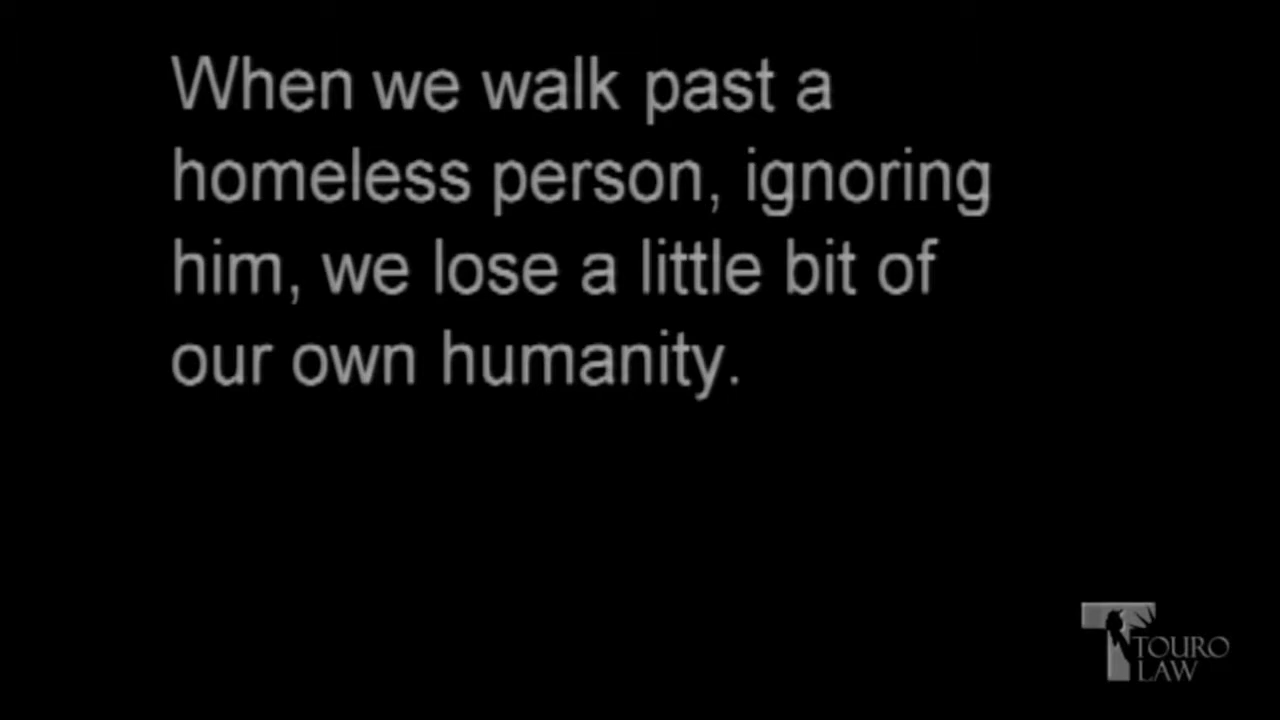 When we walk past a
homeless person, ignoring
him, we lose a little bit of
our own humanity.
TOURO
LAW